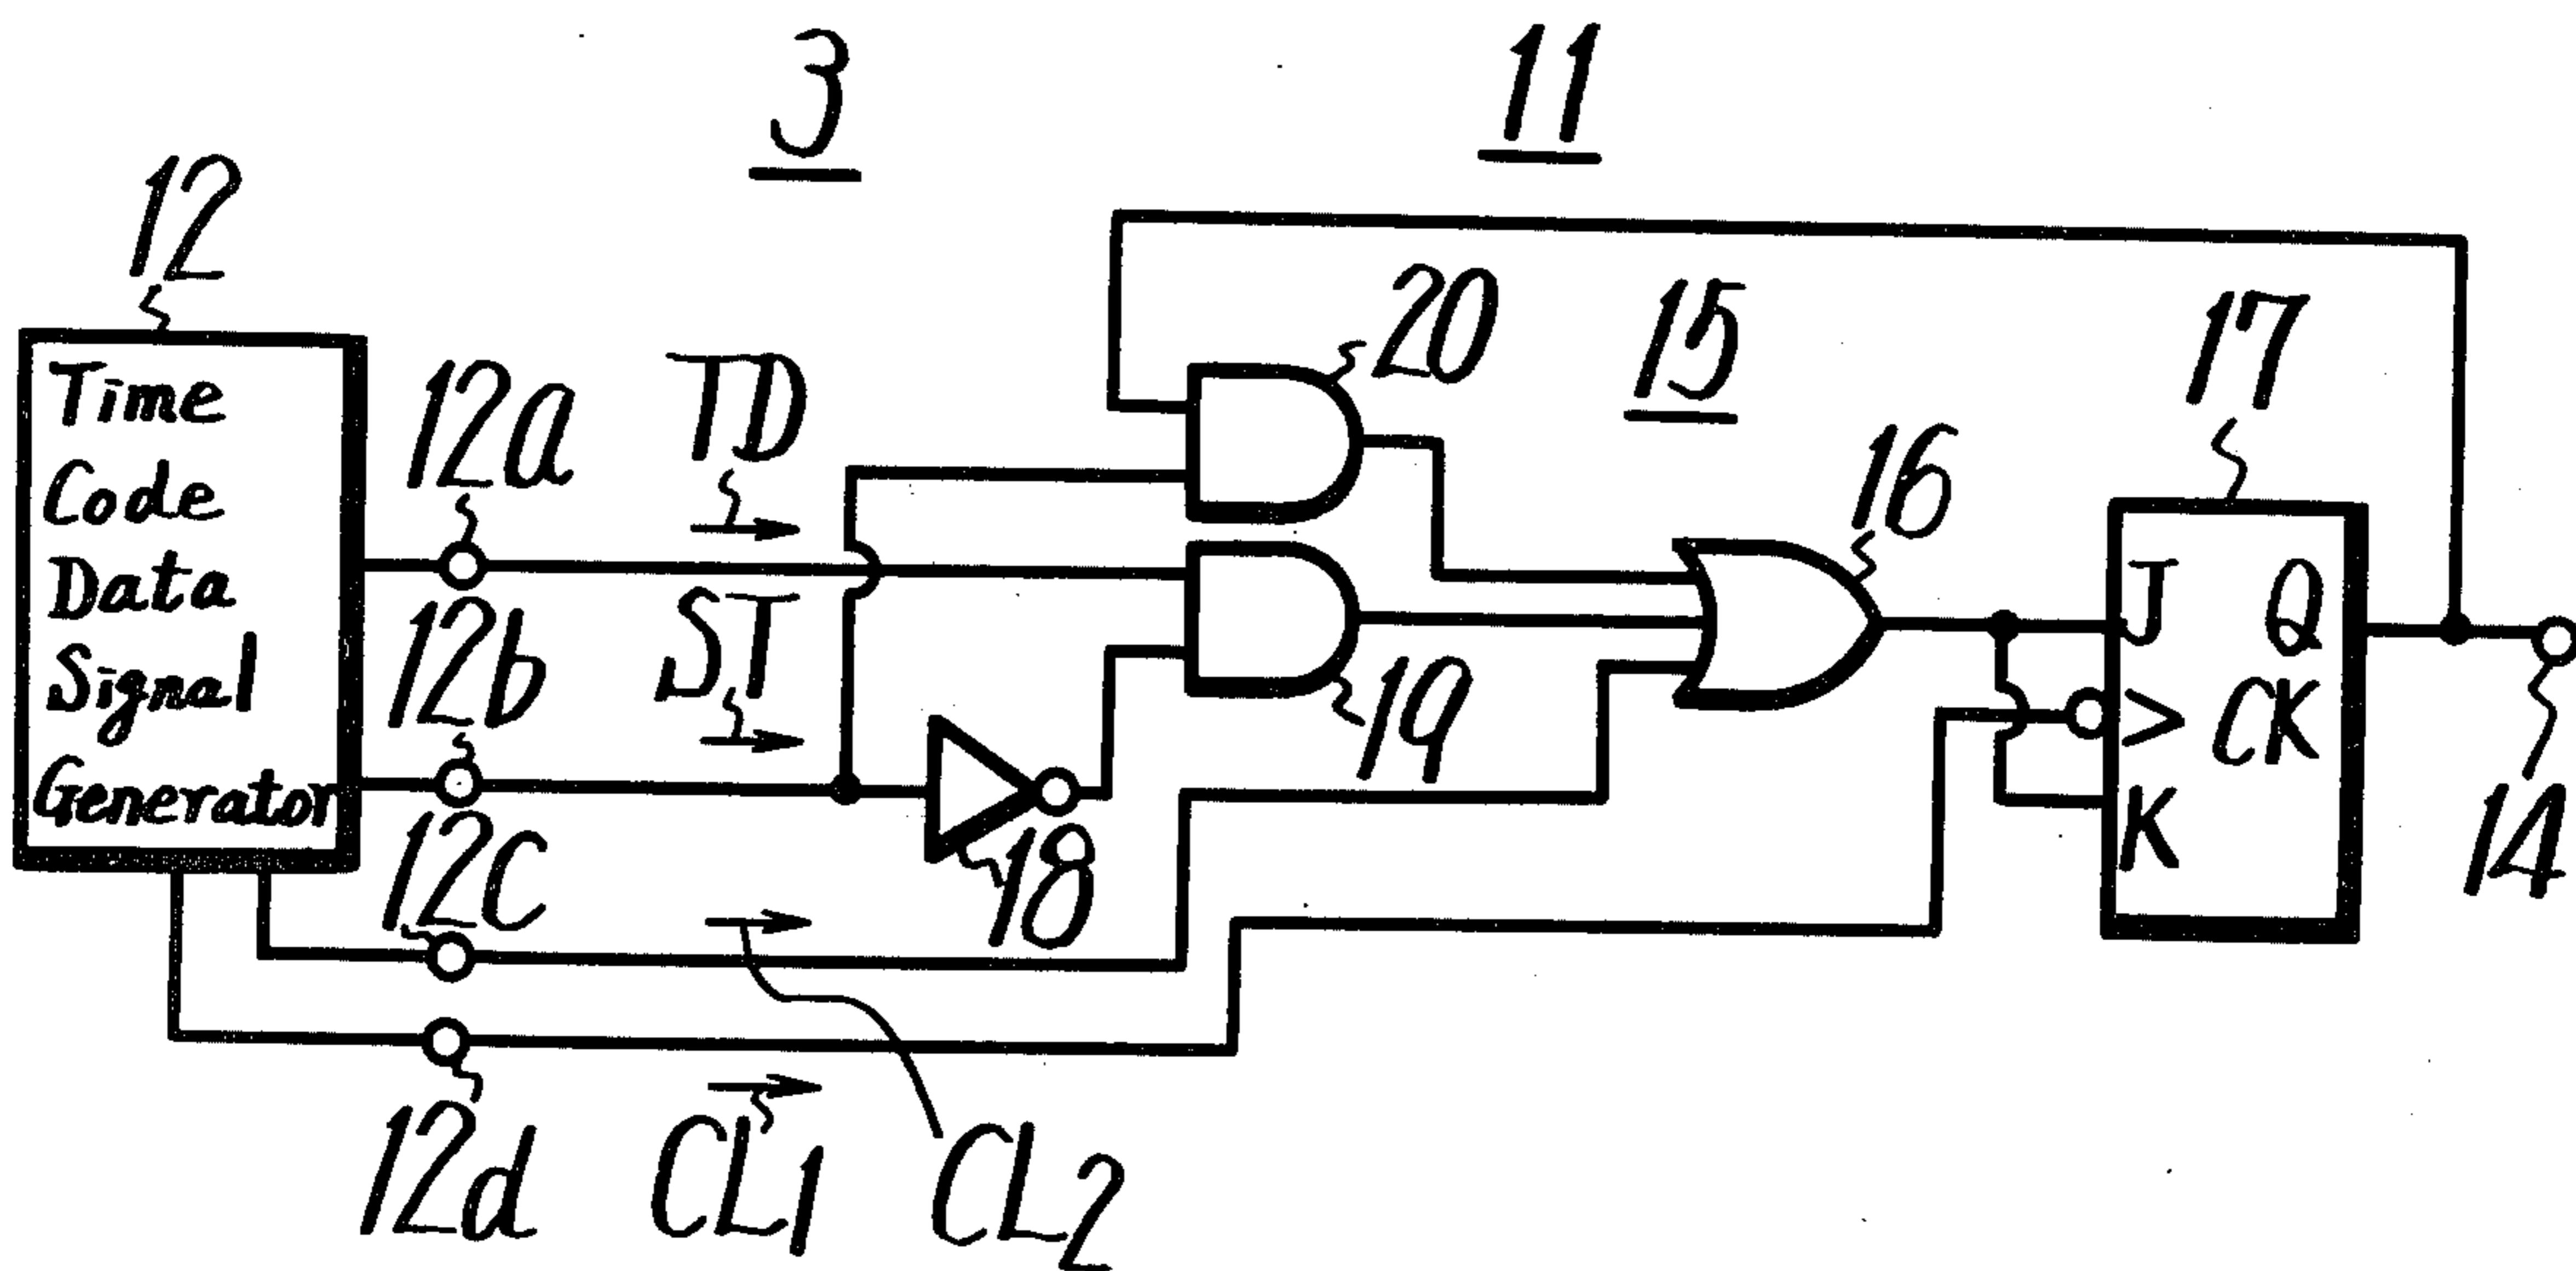 3
11
12
Time
Code
Data
Signal
Generator
12a
TD
12b
ST
12c
12d
CL1
CL2
20
15
19
18
16
17
J
Q
CK
K
14